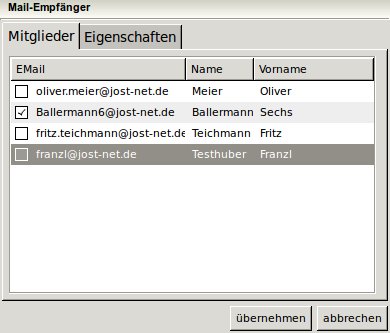 Mail-Empfänger
Mitglieder Eigenschaften
EMail Name Vorname
oliver.meier@jost-net.de Meier Oliver
Ballermann6@jost-net.de Ballermann Sechs
fritz.teichmann@jost-net.de Teichmann Fritz
franzl@jost-net.de Testhuber Franzl
übernehmen abbrechen